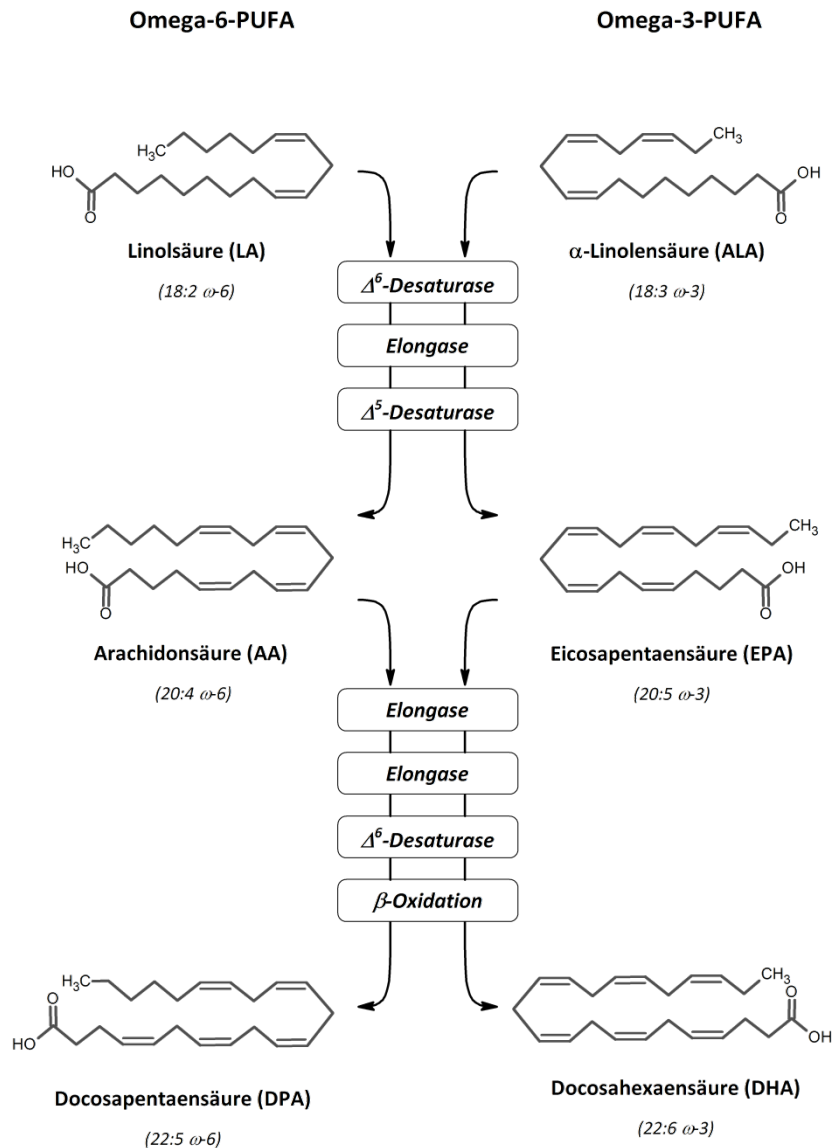 Omega-6-PUFA
Omega-3-PUFA
H₃C
HO
O
CH₃
OH
O
Linolsäure (LA)
(18:2 ω-6)
α-Linolensäure (ALA)
(18:3 ω-3)
Δ⁶-Desaturase
Elongase
Δ⁵-Desaturase
H₃C
HO
O
CH₃
OH
O
Arachidonsäure (AA)
(20:4 ω-6)
Eicosapentaensäure (EPA)
(20:5 ω-3)
Elongase
Elongase
Δ⁶-Desaturase
β-Oxidation
H₃C
O
HO
CH₃
O
OH
Docosapentaensäure (DPA)
(22:5 ω-6)
Docosahexaensäure (DHA)
(22:6 ω-3)